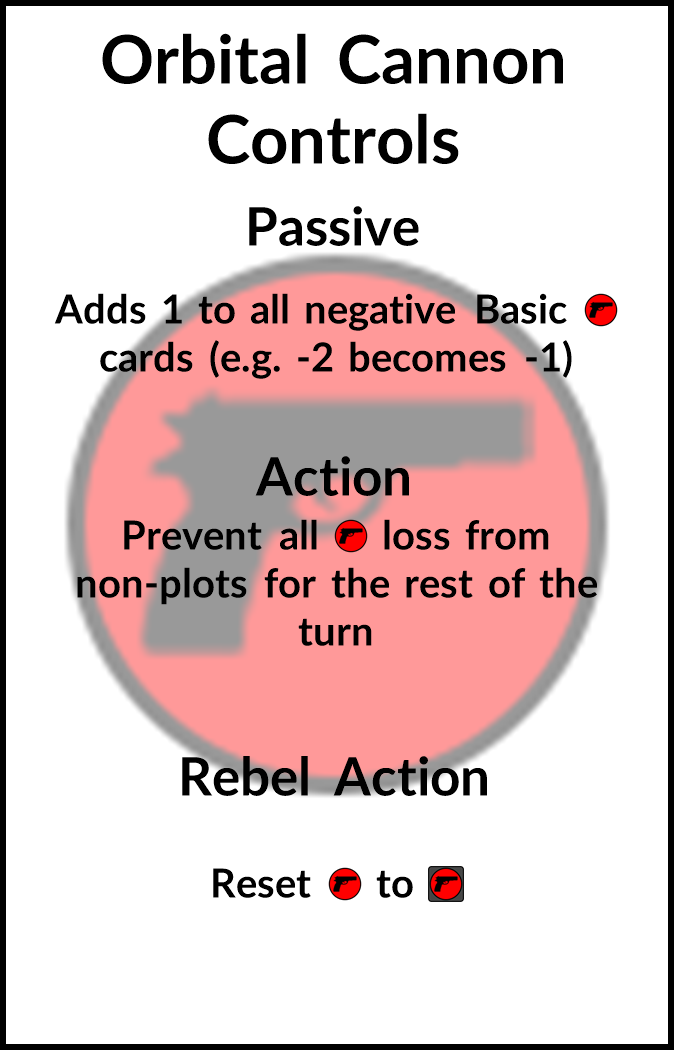 Orbital Cannon
Controls
Passive
Adds 1 to all negative Basic
cards (e.g. -2 becomes -1)
Action
Prevent all loss from
non-plots for the rest of the
turn
Rebel Action
Reset to